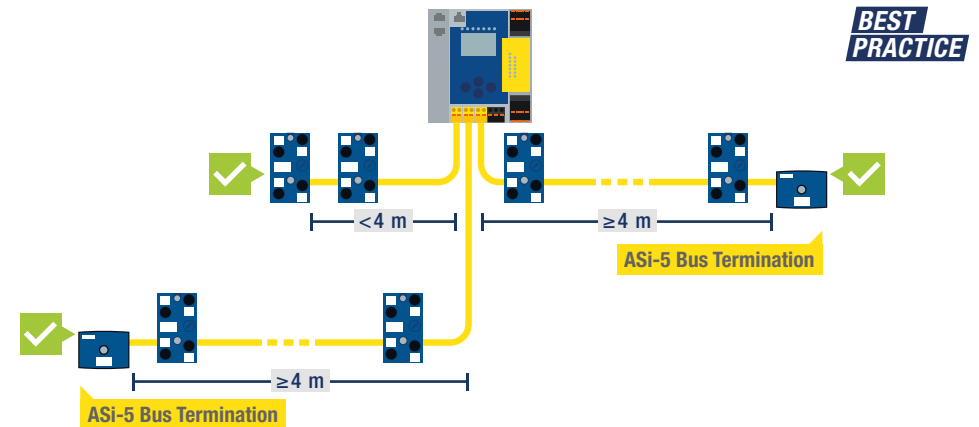 BEST
PRACTICE
<4 m
≥4 m
ASi-5 Bus Termination
≥4 m
ASi-5 Bus Termination